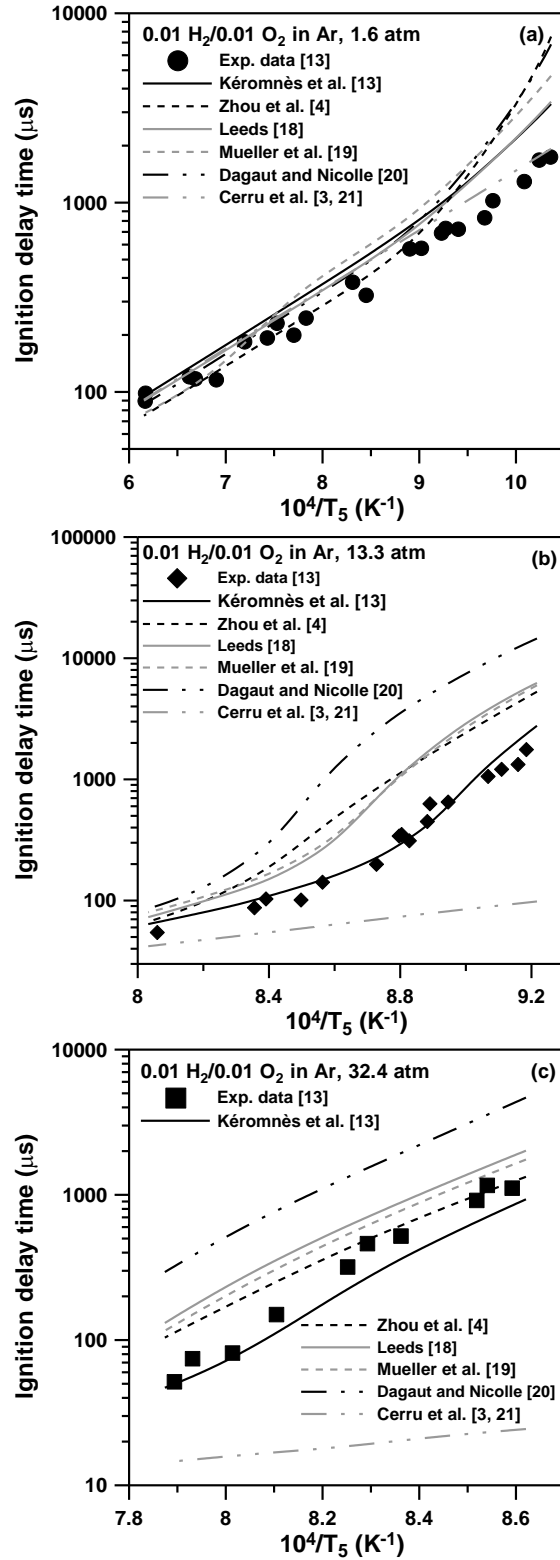 0.01 H₂/0.01 O₂ in Ar, 1.6 atm
(a)
Exp. data [13]
Kéromnès et al. [13]
Zhou et al. [4]
Leeds [18]
Mueller et al. [19]
Dagaut and Nicolle [20]
Cerru et al. [3, 21]
Ignition delay time (μs)
1000
100
6 7 8 9 10
10⁴/T₅ (K⁻¹)
0.01 H₂/0.01 O₂ in Ar, 13.3 atm
(b)
Exp. data [13]
Kéromnès et al. [13]
Zhou et al. [4]
Leeds [18]
Mueller et al. [19]
Dagaut and Nicolle [20]
Cerru et al. [3, 21]
Ignition delay time (μs)
100000
10000
1000
100
8 8.4 8.8 9.2
10⁴/T₅ (K⁻¹)
0.01 H₂/0.01 O₂ in Ar, 32.4 atm
(c)
Exp. data [13]
Kéromnès et al. [13]
Zhou et al. [4]
Leeds [18]
Mueller et al. [19]
Dagaut and Nicolle [20]
Cerru et al. [3, 21]
Ignition delay time (μs)
10000
1000
100
10
7.8 8 8.2 8.4 8.6
10⁴/T₅ (K⁻¹)